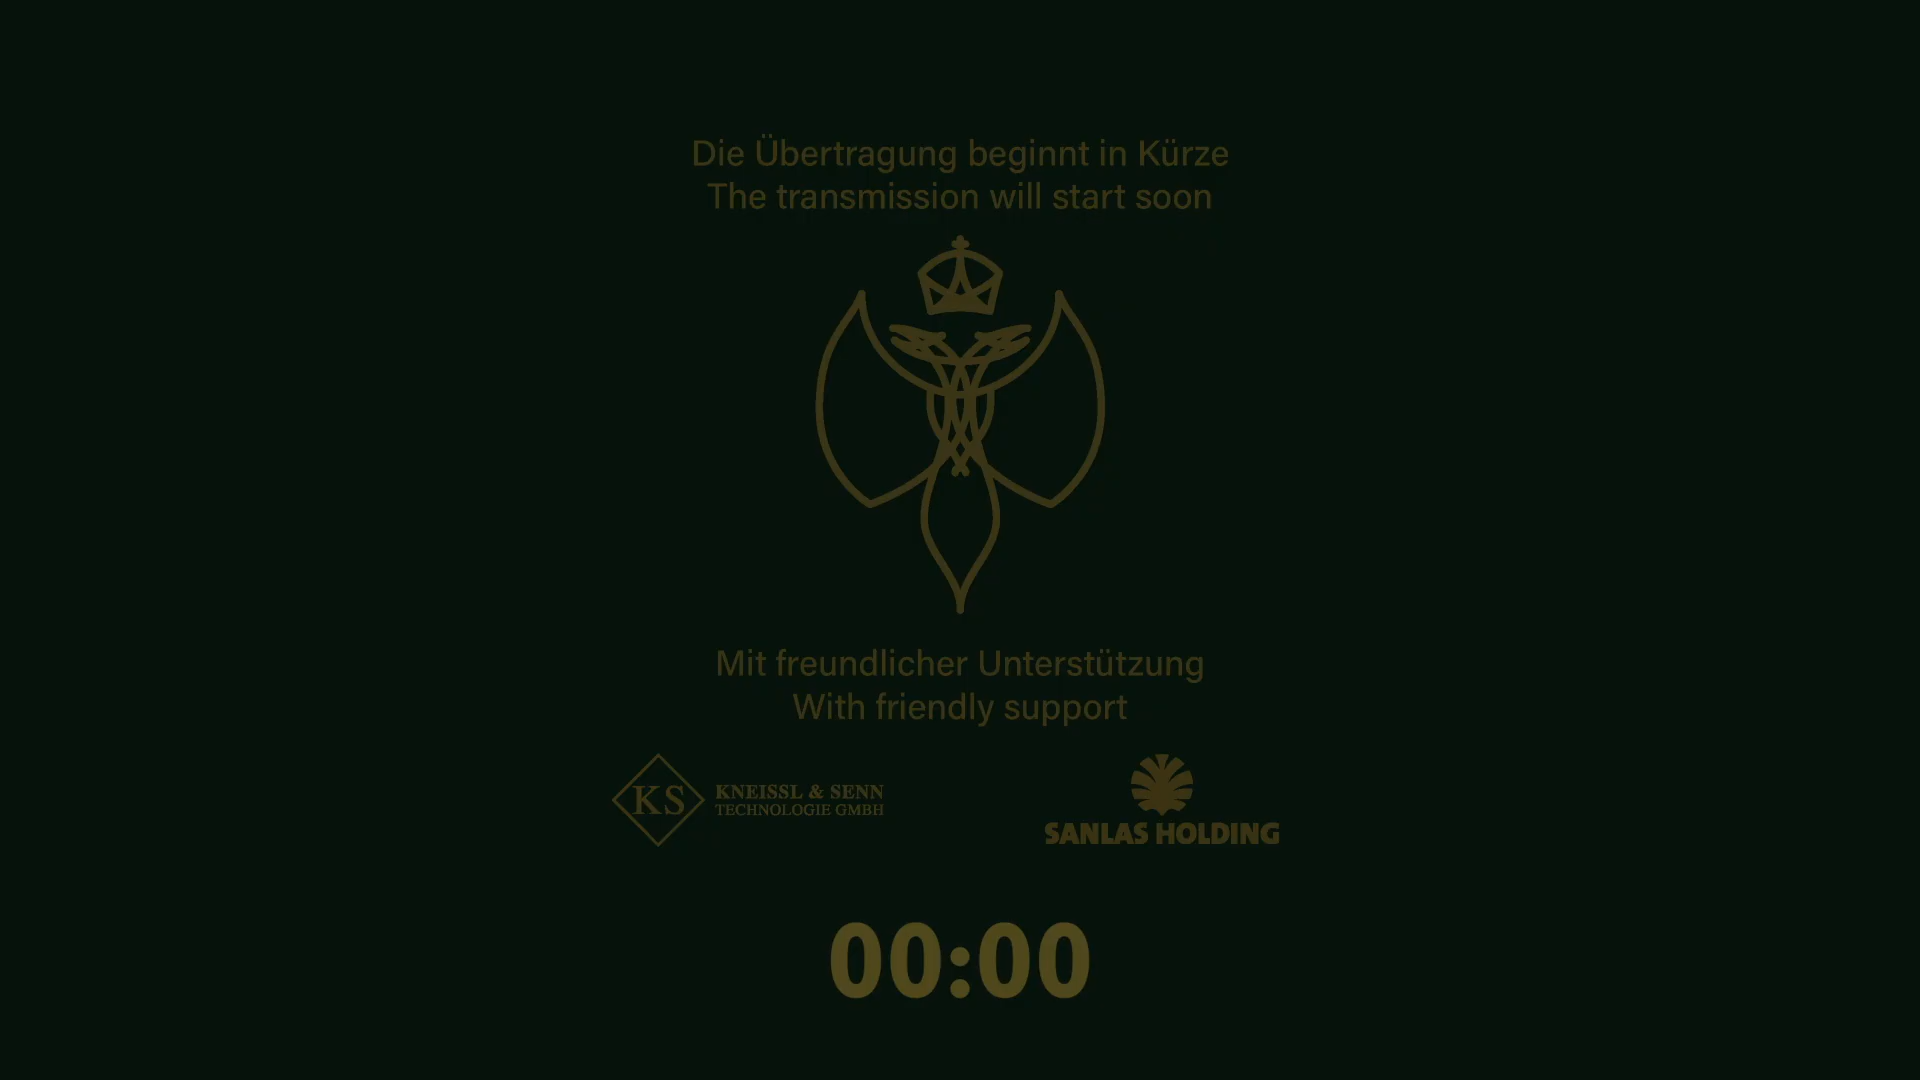 Die Übertragung beginnt in Kürze
The transmission will start soon
Mit freundlicher Unterstützung
With friendly support
KS
KNEISSL & SENN
TECHNOLOGIE GMBH
SANLAS HOLDING
00:00